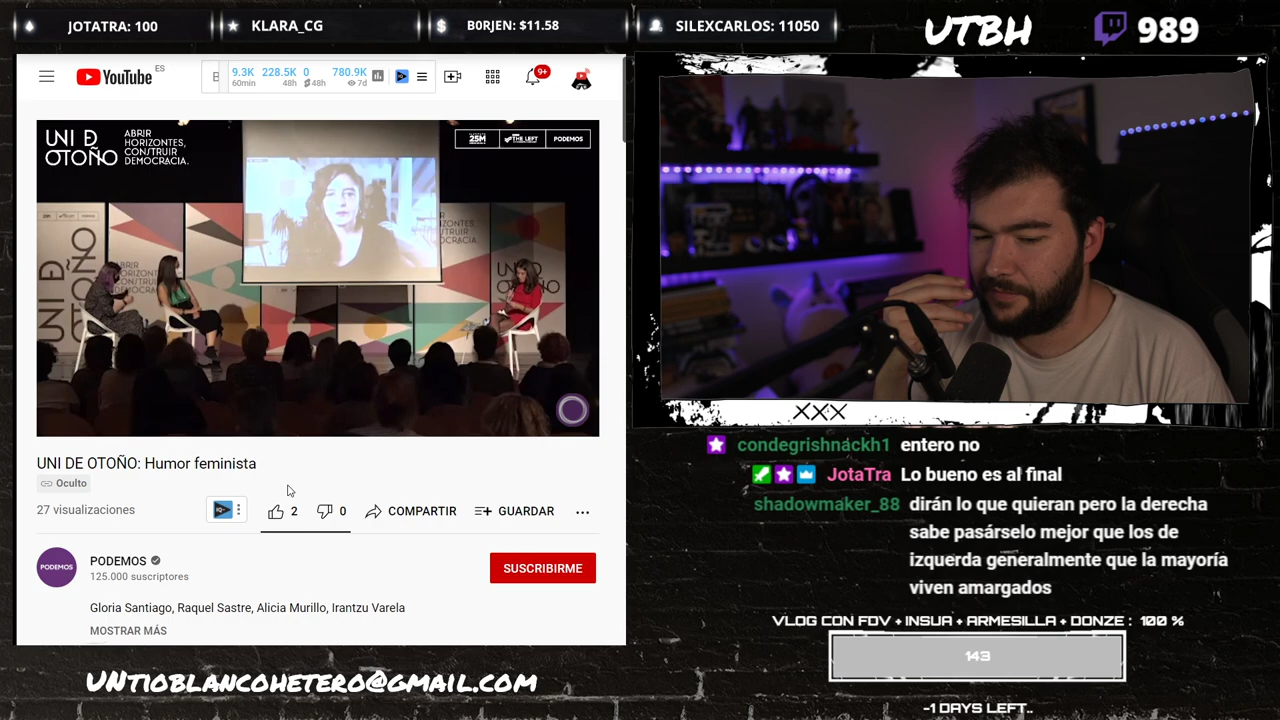 JOTATRA: 100
KLARA_CG
B0RJEN: $11.58
SILEXCARLOS: 11050
UTBH
989
YouTube ES
9.3K 228.5K 0 780.9K
60min 48h 48h 7d
9+
UNI D OTOÑO
ABRIR HORIZONTES, CONSTRUIR DEMOCRACIA.
25M
THE LEFT
PODEMOS
UNI DE OTOÑO: Humor feminista
Oculto
27 visualizaciones
2
0
COMPARTIR
GUARDAR
PODEMOS
PODEMOS
125.000 suscriptores
SUSCRIBIRME
Gloria Santiago, Raquel Sastre, Alicia Murillo, Irantzu Varela
MOSTRAR MÁS
UNTIOBLANCOHETERO@GMAIL.COM
XXX
condegrishnackh1 entero no
JotaTra Lo bueno es al final
shadowmaker_88 dirán lo que quieran pero la derecha
sabe pasárselo mejor que los de
izquerda generalmente que la mayoría
viven amargados
VLOG CON FDV + INSUA + ARMESILLA + DONZE : 100 %
143
-1 DAYS LEFT..